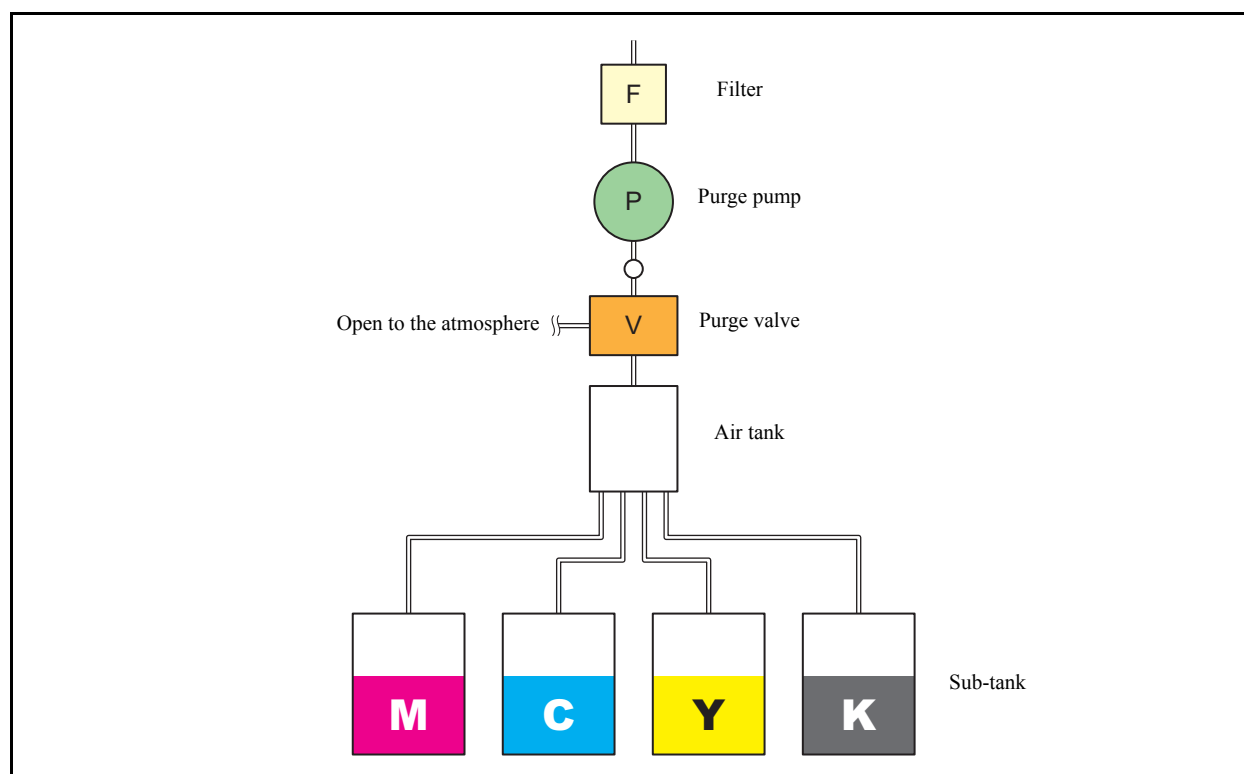 F
Filter
P
Purge pump
Open to the atmosphere
V
Purge valve
Air tank
M
C
Y
K
Sub-tank